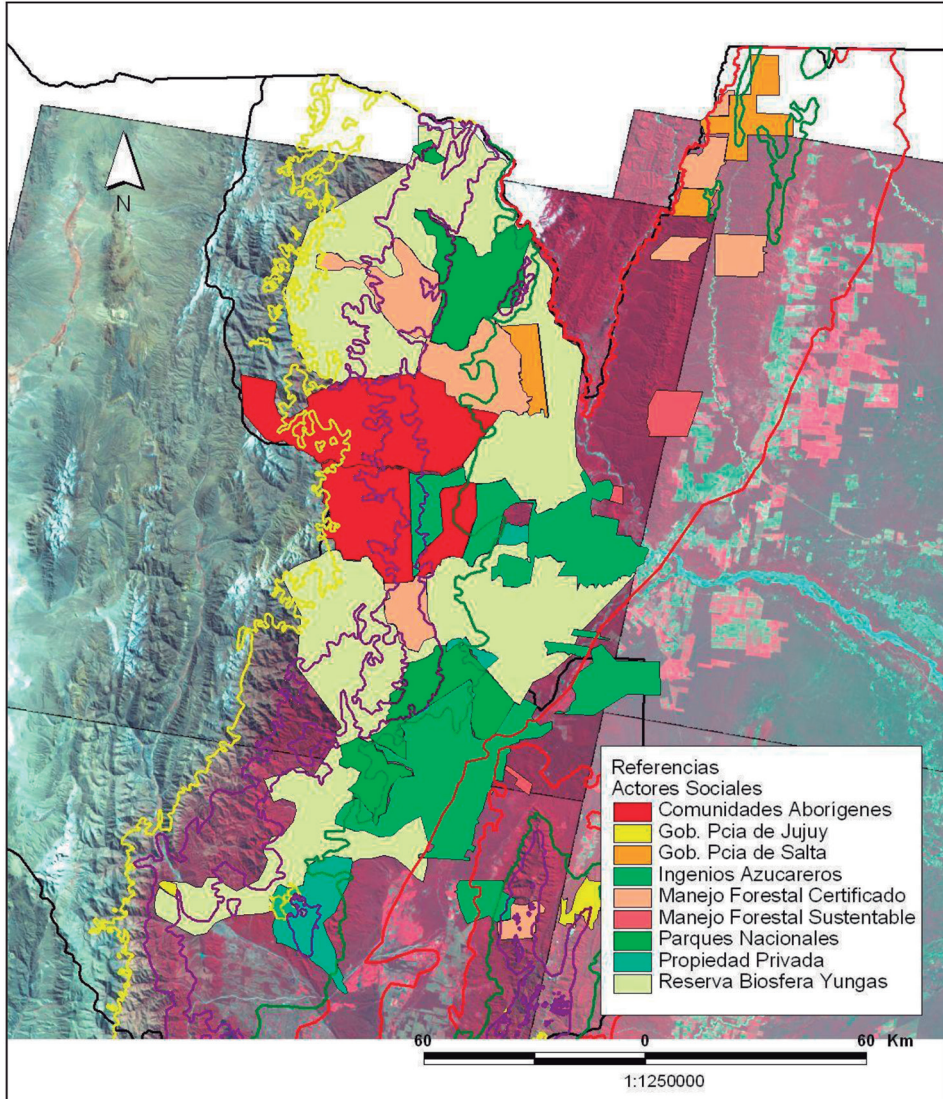 N
Referencias
Actores Sociales
Comunidades Aborigenes
Gob. Pcia de Jujuy
Gob. Pcia de Salta
Ingenios Azucareros
Manejo Forestal Certificado
Manejo Forestal Sustentable
Parques Nacionales
Propiedad Privada
Reserva Biosfera Yungas
60 0 60 Km
1:1250000